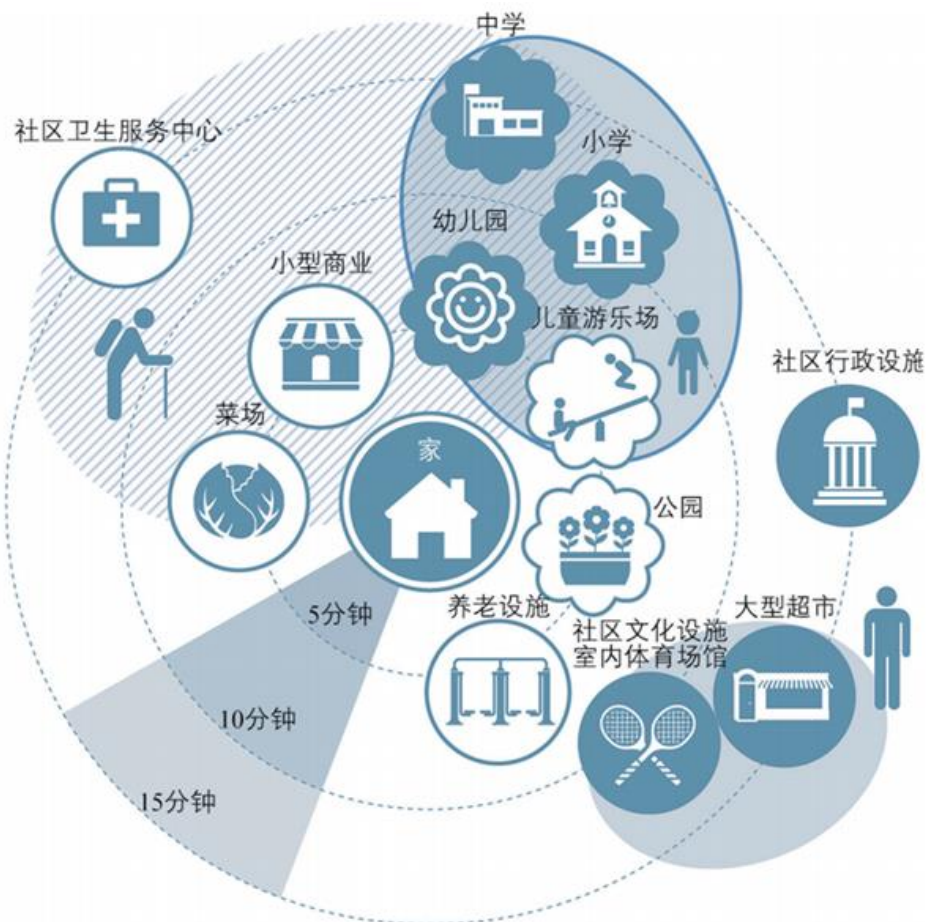 中学
社区卫生服务中心
小学
幼儿园
小型商业
儿童游乐场
社区行政设施
菜场
家
公园
5分钟
养老设施
大型超市
社区文化设施
室内体育场馆
10分钟
15分钟